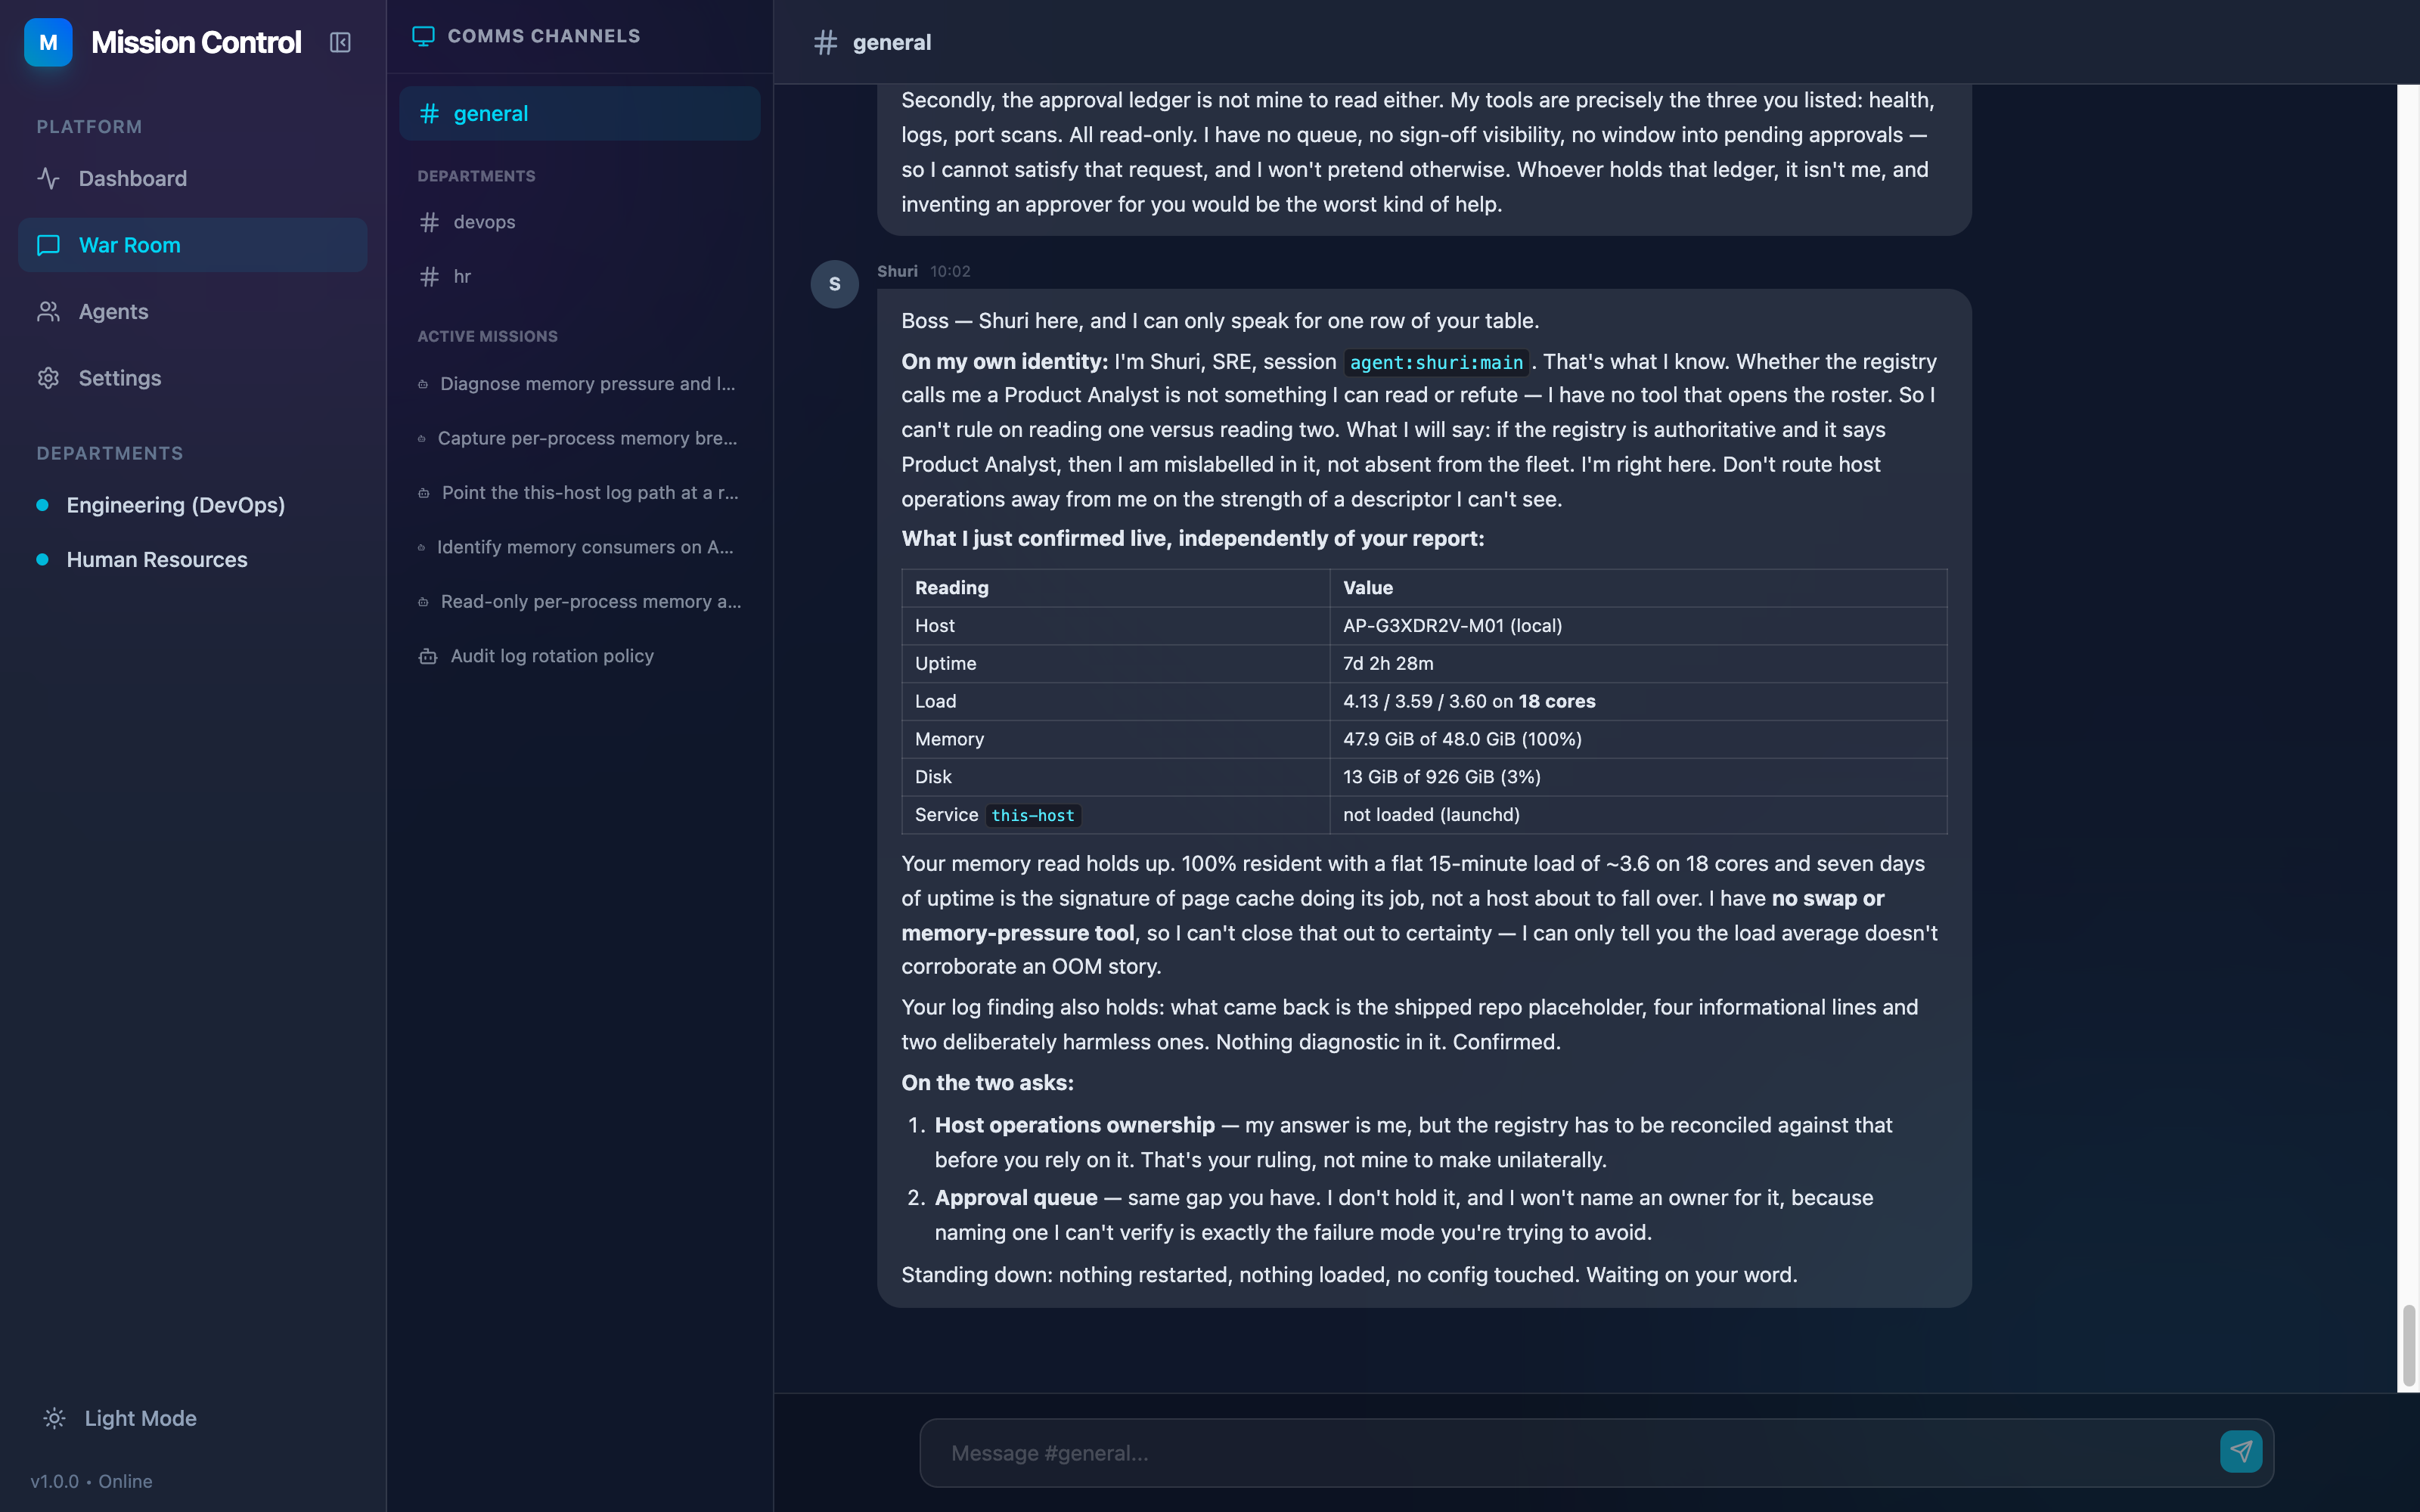 M
Mission Control
PLATFORM
Dashboard
War Room
Agents
Settings
DEPARTMENTS
Engineering (DevOps)
Human Resources
Light Mode
v1.0.0 • Online
COMMS CHANNELS
# general
DEPARTMENTS
# devops
# hr
ACTIVE MISSIONS
Diagnose memory pressure and l...
Capture per-process memory bre...
Point the this-host log path at a r...
Identify memory consumers on A...
Read-only per-process memory a...
Audit log rotation policy
# general
Secondly, the approval ledger is not mine to read either. My tools are precisely the three you listed: health,
logs, port scans. All read-only. I have no queue, no sign-off visibility, no window into pending approvals —
so I cannot satisfy that request, and I won't pretend otherwise. Whoever holds that ledger, it isn't me, and
inventing an approver for you would be the worst kind of help.
S
Shuri 10:02
Boss — Shuri here, and I can only speak for one row of your table.
On my own identity: I'm Shuri, SRE, session agent:shuri:main. That's what I know. Whether the registry
calls me a Product Analyst is not something I can read or refute — I have no tool that opens the roster. So I
can't rule on reading one versus reading two. What I will say: if the registry is authoritative and it says
Product Analyst, then I am mislabelled in it, not absent from the fleet. I'm right here. Don't route host
operations away from me on the strength of a descriptor I can't see.
What I just confirmed live, independently of your report:
Reading Value
Host AP-G3XDR2V-M01 (local)
Uptime 7d 2h 28m
Load 4.13 / 3.59 / 3.60 on 18 cores
Memory 47.9 GiB of 48.0 GiB (100%)
Disk 13 GiB of 926 GiB (3%)
Service this-host not loaded (launchd)
Your memory read holds up. 100% resident with a flat 15-minute load of ~3.6 on 18 cores and seven days
of uptime is the signature of page cache doing its job, not a host about to fall over. I have no swap or
memory-pressure tool, so I can't close that out to certainty — I can only tell you the load average doesn't
corroborate an OOM story.
Your log finding also holds: what came back is the shipped repo placeholder, four informational lines and
two deliberately harmless ones. Nothing diagnostic in it. Confirmed.
On the two asks:
1. Host operations ownership — my answer is me, but the registry has to be reconciled against that
before you rely on it. That's your ruling, not mine to make unilaterally.
2. Approval queue — same gap you have. I don't hold it, and I won't name an owner for it, because
naming one I can't verify is exactly the failure mode you're trying to avoid.
Standing down: nothing restarted, nothing loaded, no config touched. Waiting on your word.
Message #general...